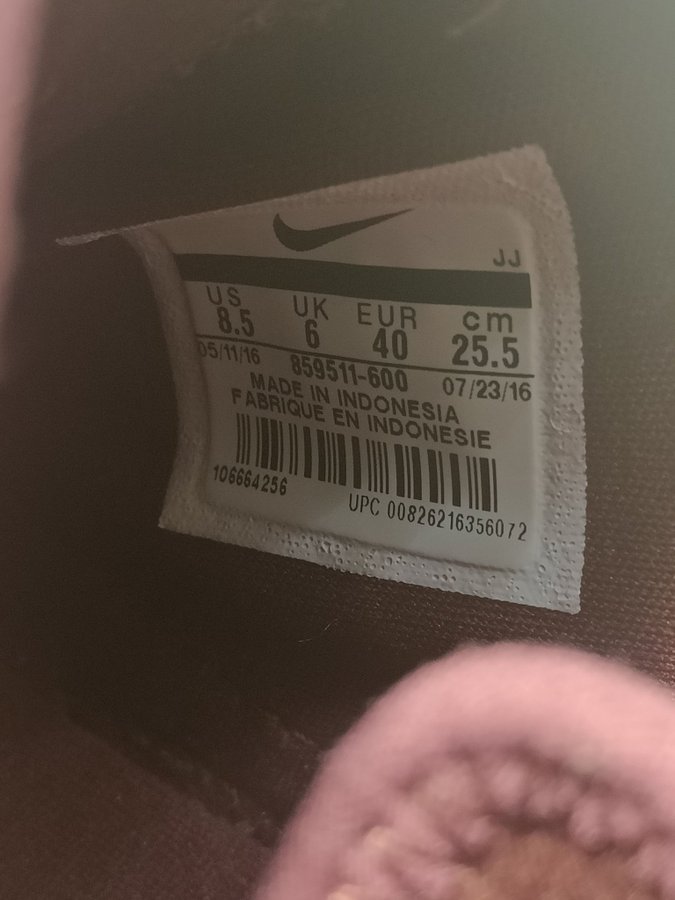 JJ
US UK EUR cm
8.5 6 40 25.5
05/11/16 859511-600 07/23/16
MADE IN INDONESIA
FABRIQUE EN INDONESIE
106664256
UPC 00826216356072